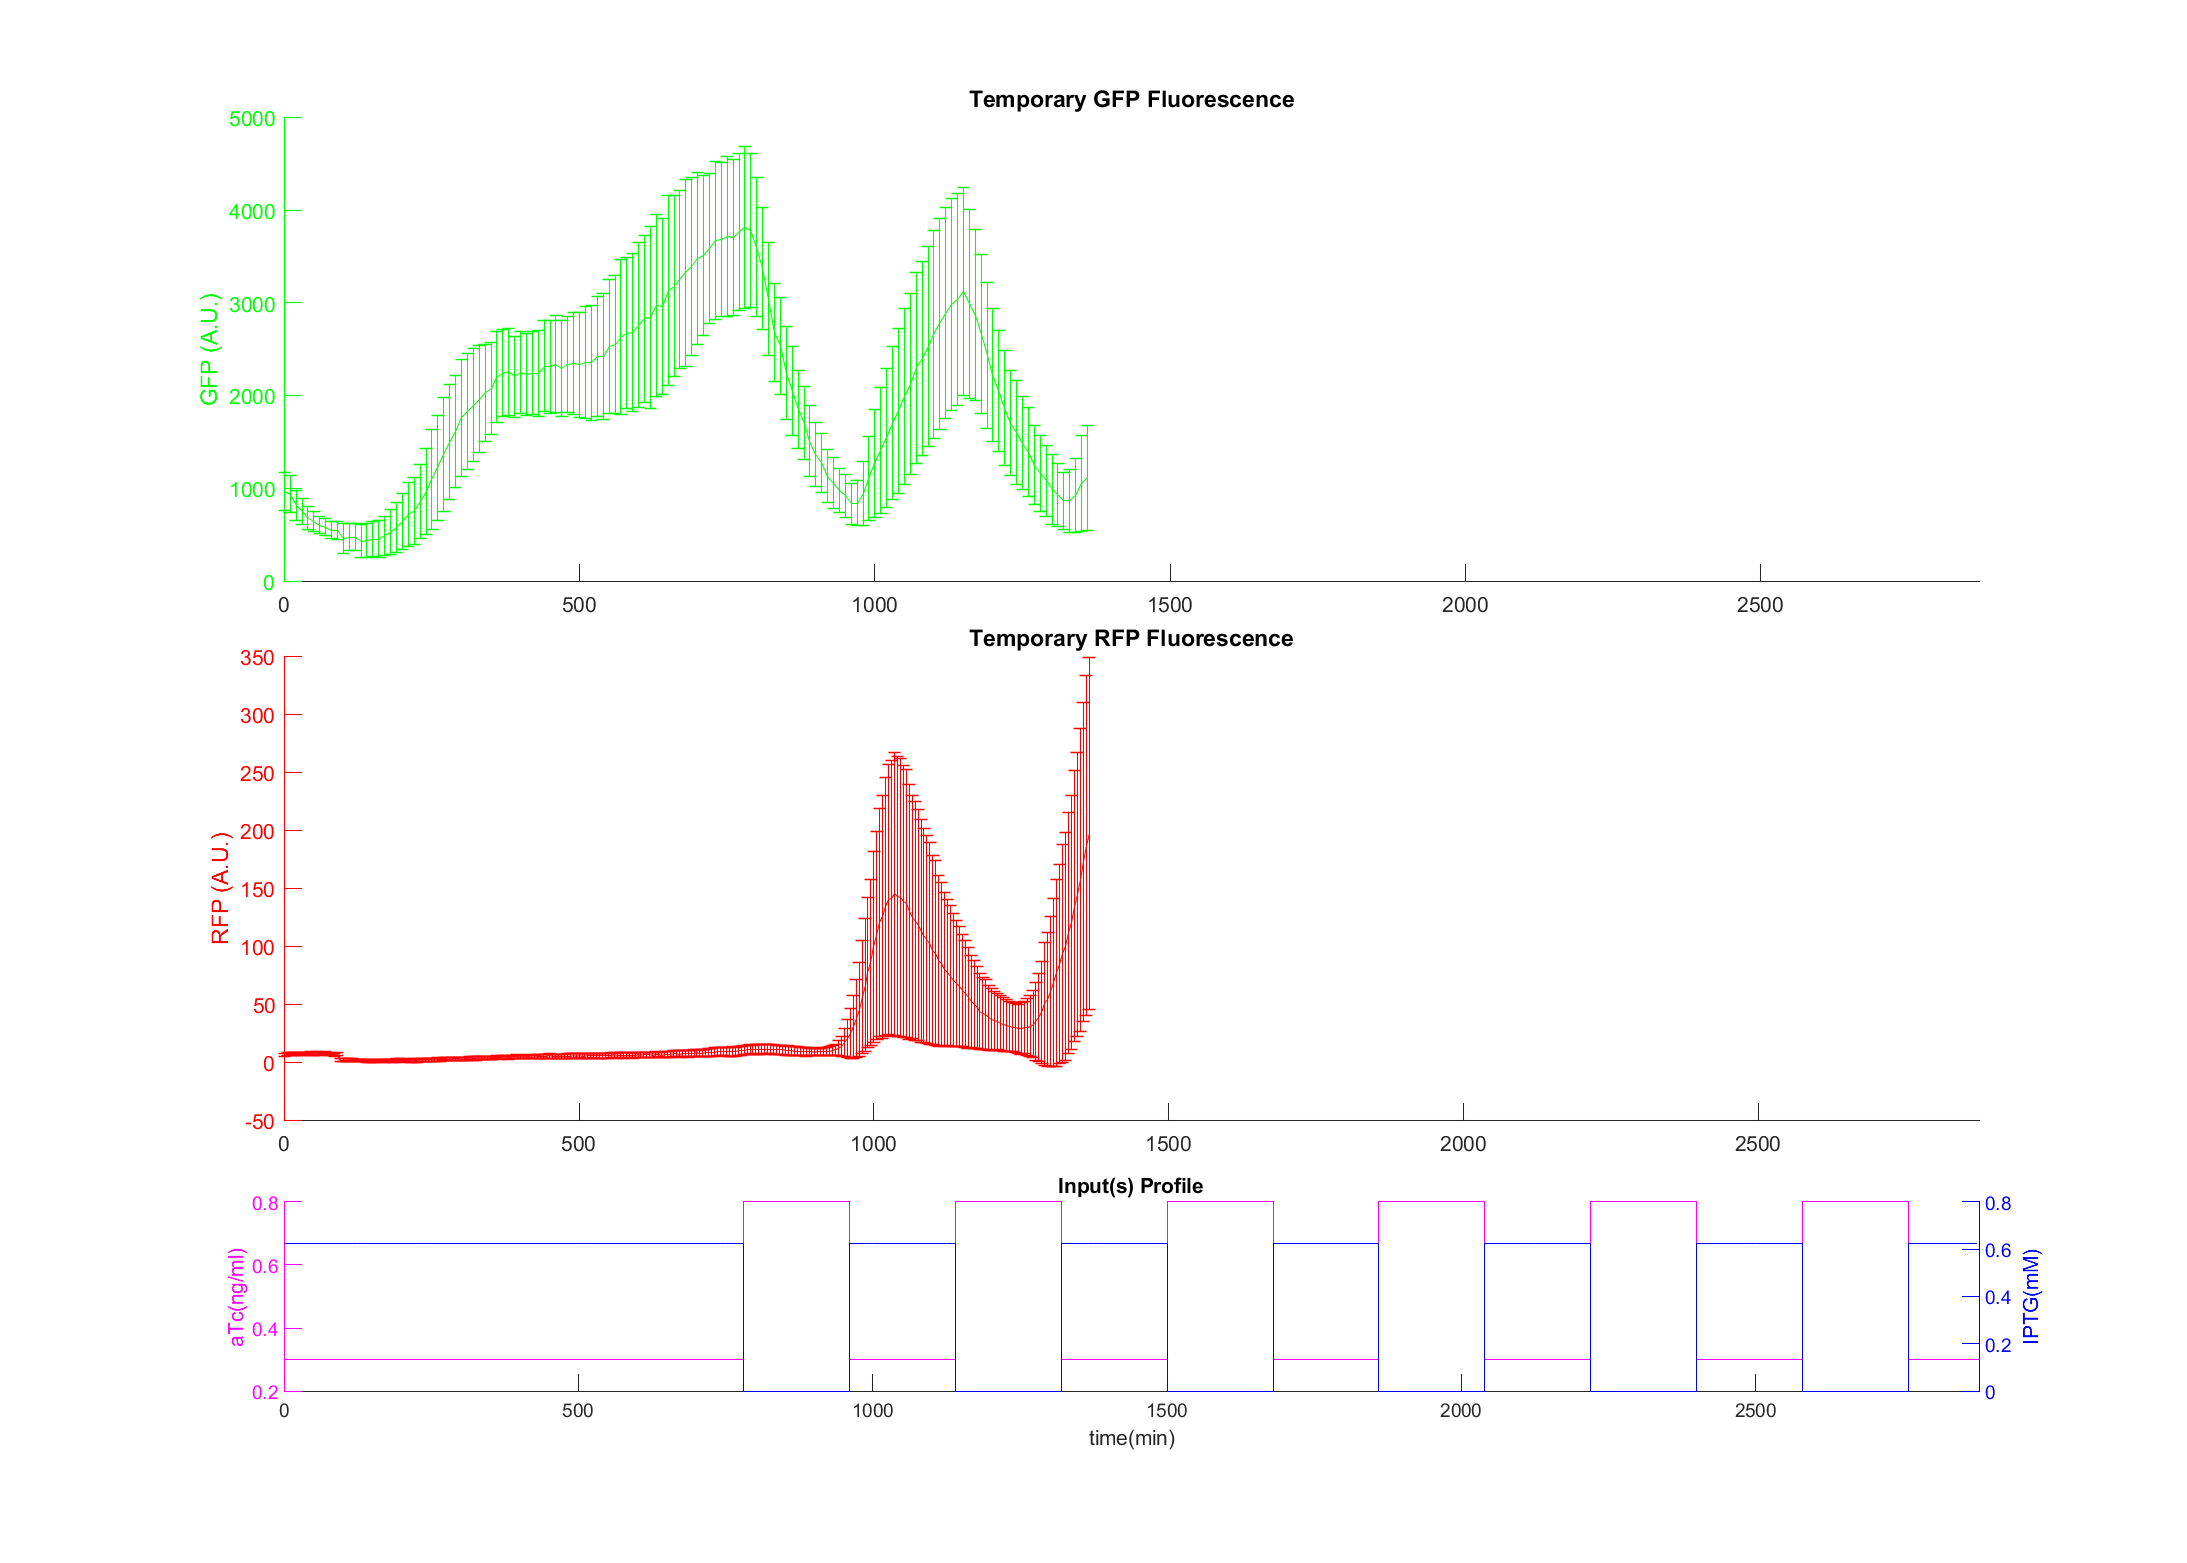 Temporary GFP Fluorescence
GFP (A.U.)
5000
4000
3000
2000
1000
0
0 500 1000 1500 2000 2500
Temporary RFP Fluorescence
RFP (A.U.)
350
300
250
200
150
100
50
0
-50
0 500 1000 1500 2000 2500
Input(s) Profile
aTc(ng/ml)
0.8
0.6
0.4
0.2
0.8
0.6
0.4
0.2
0
IPTG(mM)
0 500 1000 1500 2000 2500
time(min)